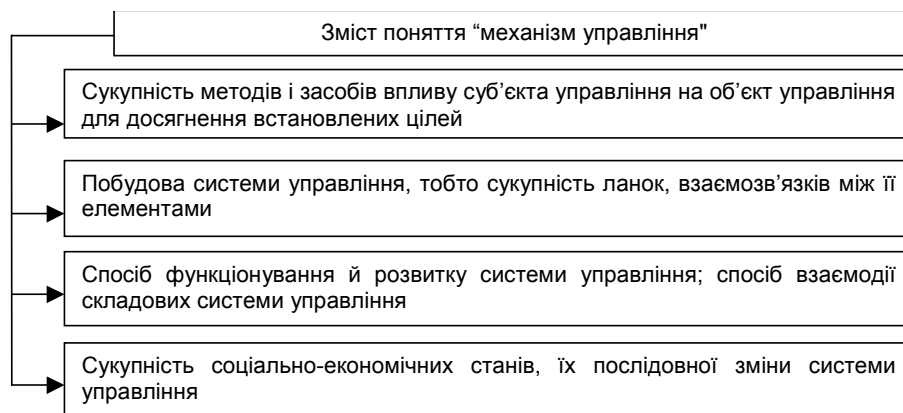 Зміст поняття “механізм управління"
Сукупність методів і засобів впливу суб’єкта управління на об’єкт управління
для досягнення встановлених цілей
Побудова системи управління, тобто сукупність ланок, взаємозв’язків між її
елементами
Спосіб функціонування й розвитку системи управління; спосіб взаємодії
складових системи управління
Сукупність соціально-економічних станів, їх послідовної зміни системи
управління